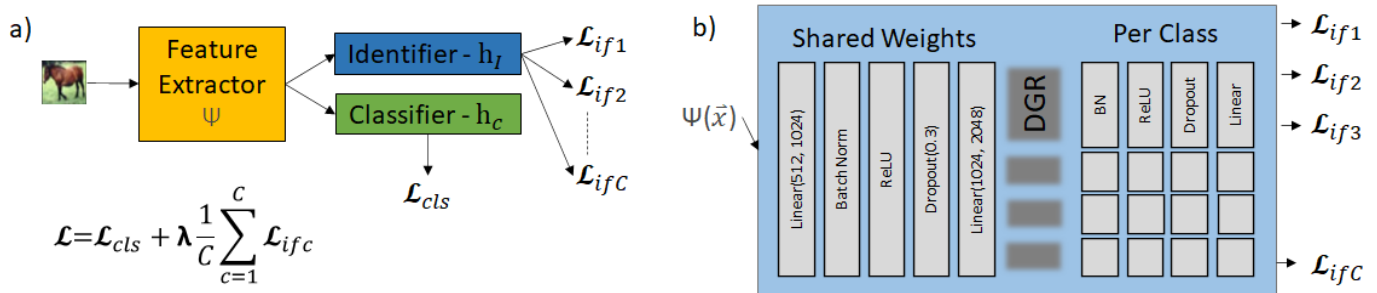 a)
Feature
Extractor
Ψ
Identifier - h_I
Classifier - h_c
𝓛_if1
𝓛_if2
𝓛_ifC
𝓛_cls
𝓛=𝓛_cls + λ 1/C ∑_{c=1}^{C} 𝓛_ifc
b)
Ψ(x⃗)
Shared Weights
Linear(512, 1024)
Batch Norm
ReLU
Dropout(0.3)
Linear(1024, 2048)
DGR
Per Class
BN
ReLU
Dropout
Linear
𝓛_if1
𝓛_if2
𝓛_if3
𝓛_ifC